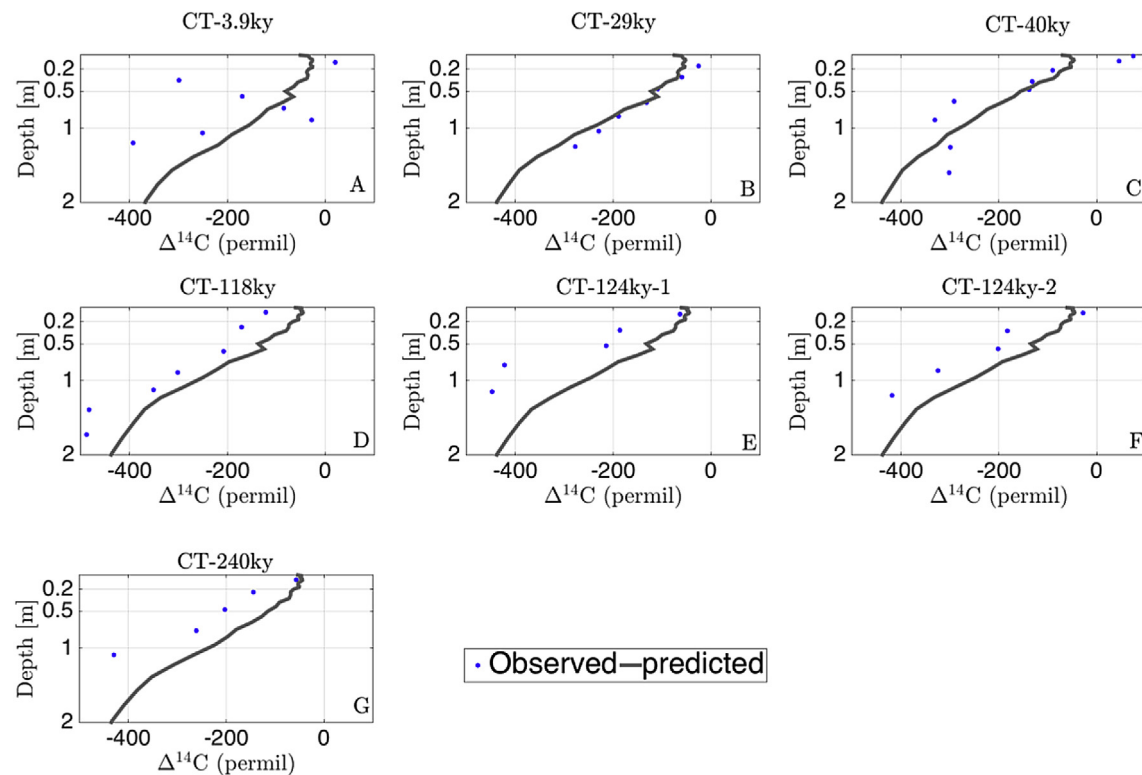 CT-3.9ky
CT-29ky
CT-40ky
0.2
0.5
1
2
Depth [m]
A
-400 -200 0
Δ¹⁴C (permil)
0.2
0.5
1
2
Depth [m]
B
-400 -200 0
Δ¹⁴C (permil)
0.2
0.5
1
2
Depth [m]
C
-400 -200 0
Δ¹⁴C (permil)
CT-118ky
CT-124ky-1
CT-124ky-2
0.2
0.5
1
2
Depth [m]
D
-400 -200 0
Δ¹⁴C (permil)
0.2
0.5
1
2
Depth [m]
E
-400 -200 0
Δ¹⁴C (permil)
0.2
0.5
1
2
Depth [m]
F
-400 -200 0
Δ¹⁴C (permil)
CT-240ky
0.2
0.5
1
2
Depth [m]
G
-400 -200 0
Δ¹⁴C (permil)
Observed predicted